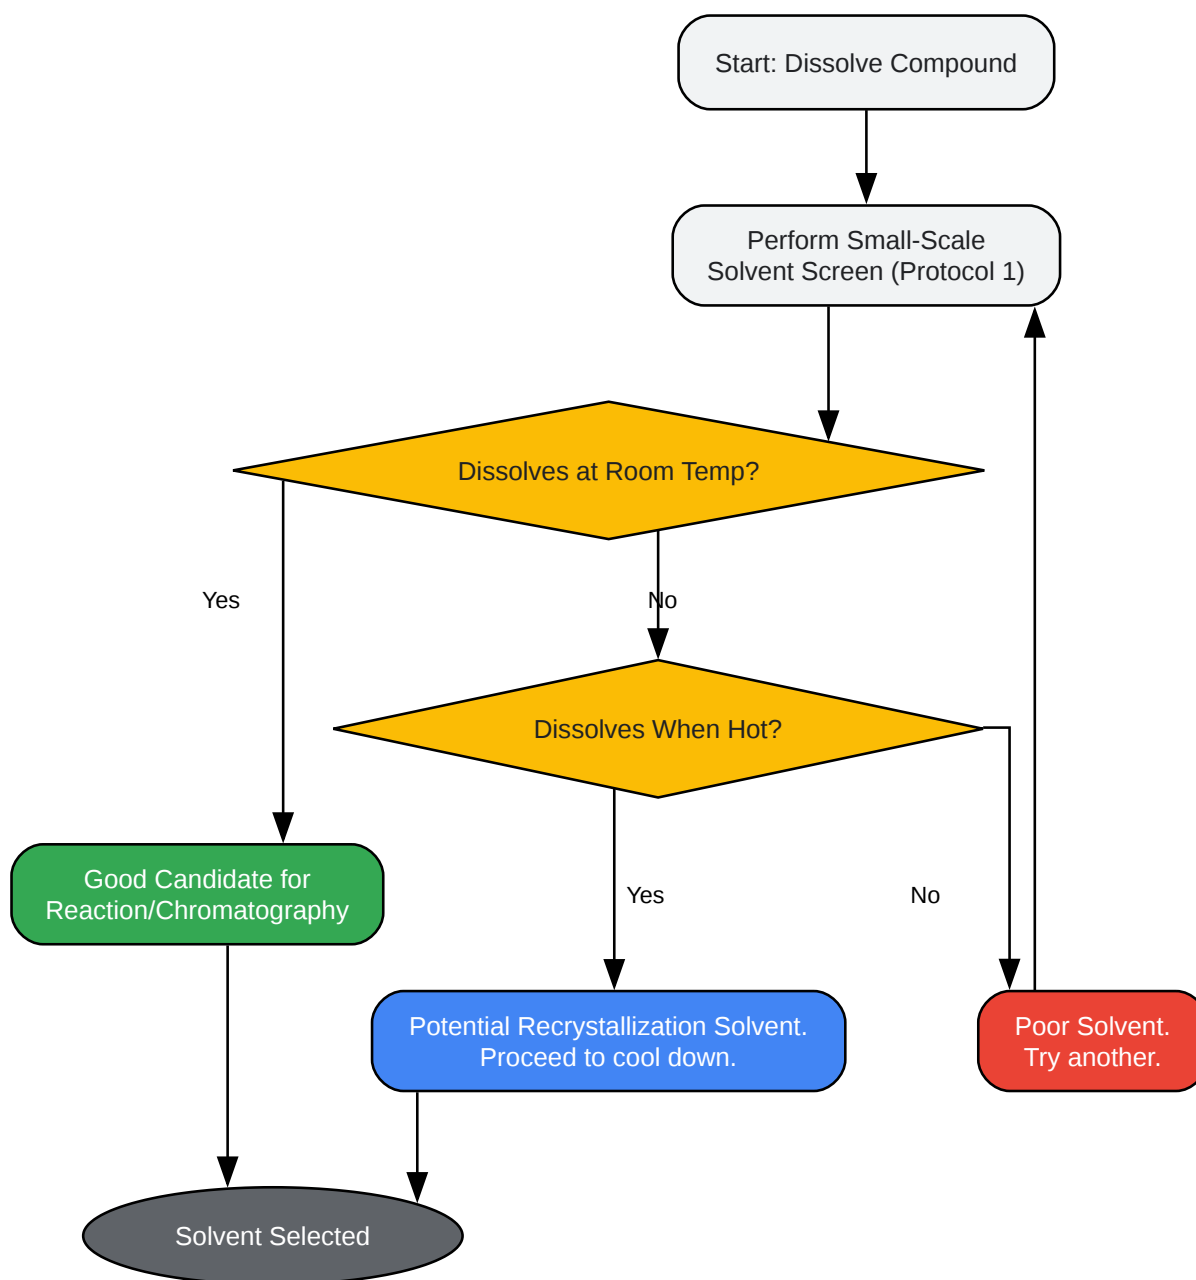 Start: Dissolve Compound
Perform Small-Scale
Solvent Screen (Protocol 1)
Dissolves at Room Temp?
Yes
No
Dissolves When Hot?
Good Candidate for
Reaction/Chromatography
Yes
No
Potential Recrystallization Solvent.
Proceed to cool down.
Poor Solvent.
Try another.
Solvent Selected